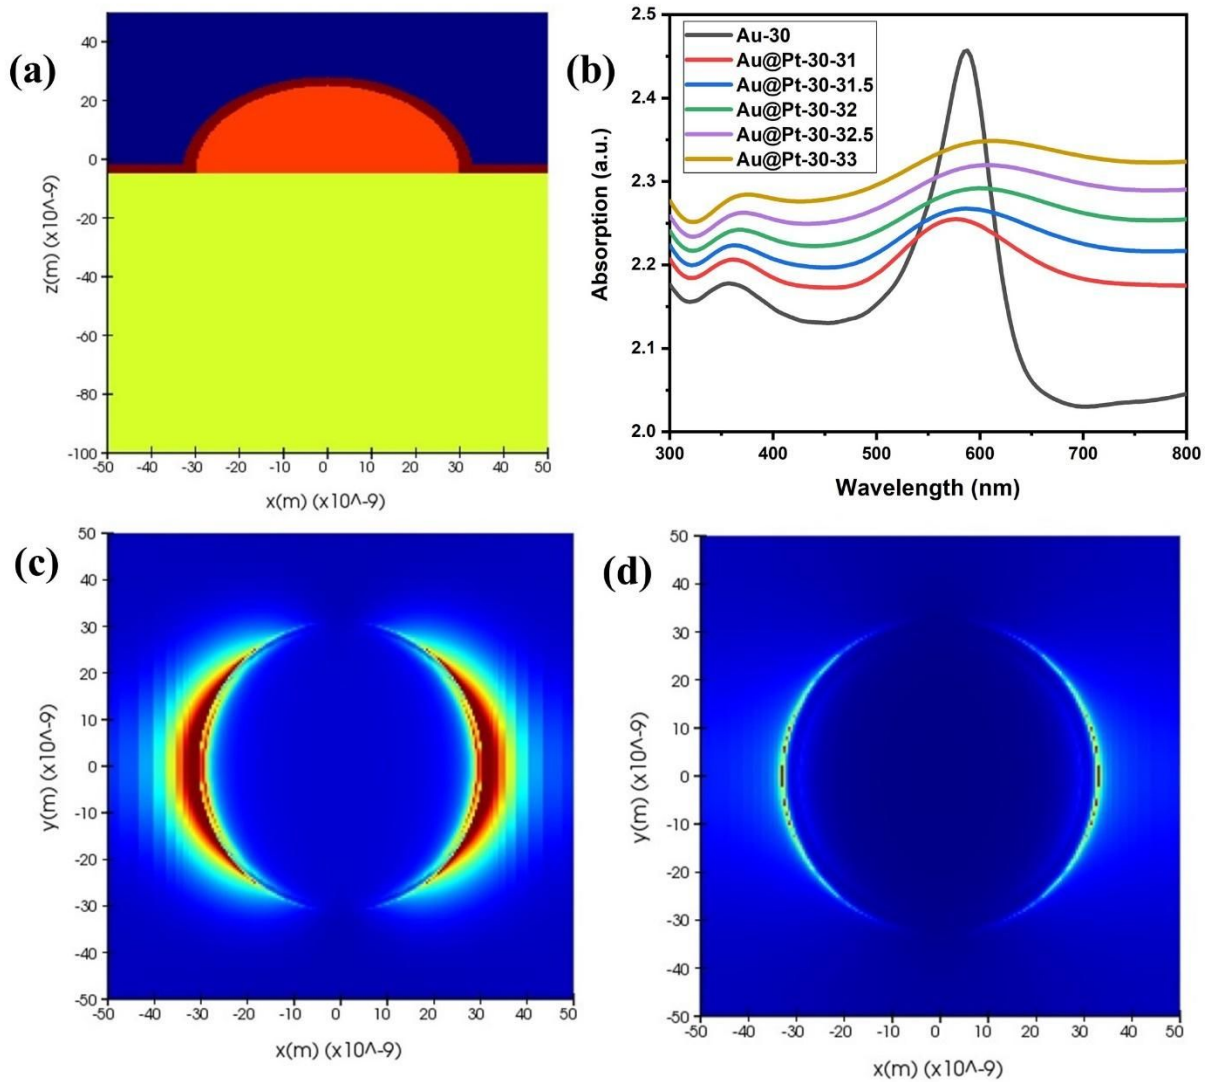 (a)
40
20
0
-20
-40
-60
-80
-100
z(m) (x10^-9)
-50 -40 -30 -20 -10 0 10 20 30 40 50
x(m) (x10^-9)
(b)
2.5
2.4
2.3
2.2
2.1
2.0
Absorption (a.u.)
Au-30
Au@Pt-30-31
Au@Pt-30-31.5
Au@Pt-30-32
Au@Pt-30-32.5
Au@Pt-30-33
300 400 500 600 700 800
Wavelength (nm)
(c)
50
40
30
20
10
0
-10
-20
-30
-40
-50
y(m) (x10^-9)
-50 -40 -30 -20 -10 0 10 20 30 40 50
x(m) (x10^-9)
(d)
50
40
30
20
10
0
-10
-20
-30
-40
-50
y(m) (x10^-9)
-50 -40 -30 -20 -10 0 10 20 30 40 50
x(m) (x10^-9)